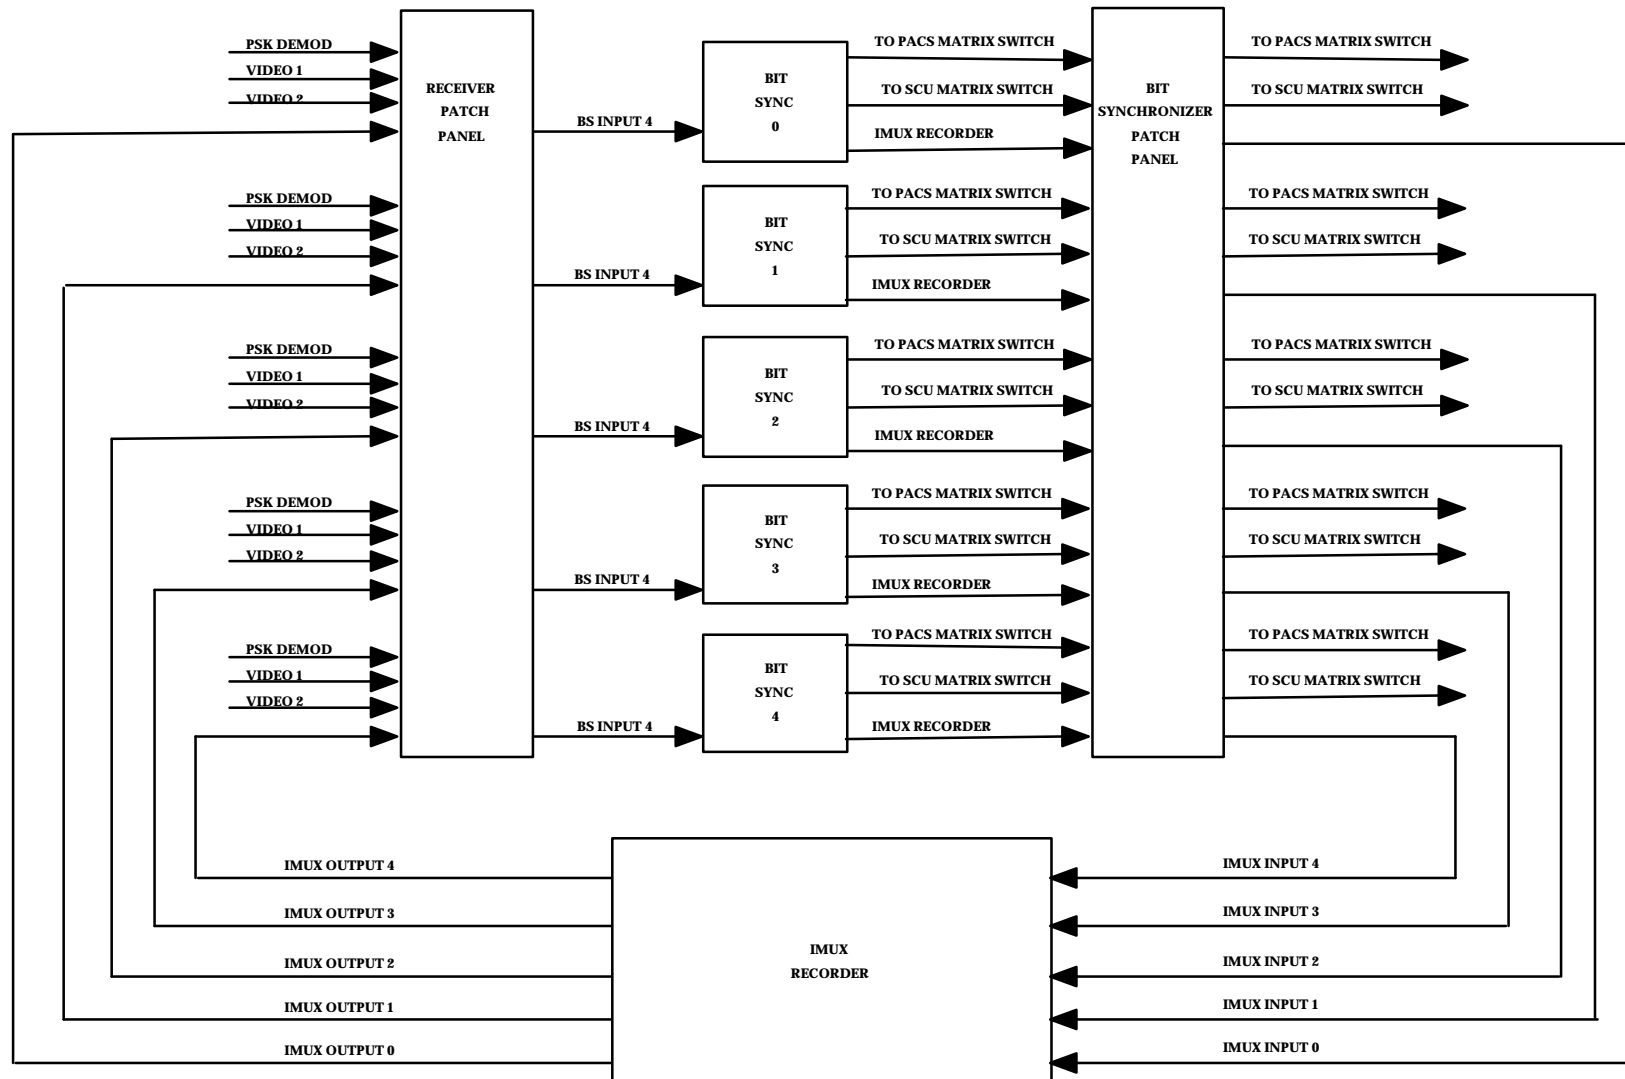 PSK DEMOD
VIDEO 1
VIDEO 2
PSK DEMOD
VIDEO 1
VIDEO 2
PSK DEMOD
VIDEO 1
VIDEO 2
PSK DEMOD
VIDEO 1
VIDEO 2
PSK DEMOD
VIDEO 1
VIDEO 2
RECEIVER
PATCH
PANEL
BS INPUT 4
BS INPUT 4
BS INPUT 4
BS INPUT 4
BS INPUT 4
BIT
SYNC
0
BIT
SYNC
1
BIT
SYNC
2
BIT
SYNC
3
BIT
SYNC
4
TO PACS MATRIX SWITCH
TO SCU MATRIX SWITCH
IMUX RECORDER
TO PACS MATRIX SWITCH
TO SCU MATRIX SWITCH
IMUX RECORDER
TO PACS MATRIX SWITCH
TO SCU MATRIX SWITCH
IMUX RECORDER
TO PACS MATRIX SWITCH
TO SCU MATRIX SWITCH
IMUX RECORDER
TO PACS MATRIX SWITCH
TO SCU MATRIX SWITCH
IMUX RECORDER
BIT
SYNCHRONIZER
PATCH
PANEL
TO PACS MATRIX SWITCH
TO SCU MATRIX SWITCH
TO PACS MATRIX SWITCH
TO SCU MATRIX SWITCH
TO PACS MATRIX SWITCH
TO SCU MATRIX SWITCH
TO PACS MATRIX SWITCH
TO SCU MATRIX SWITCH
TO PACS MATRIX SWITCH
TO SCU MATRIX SWITCH
IMUX OUTPUT 4
IMUX OUTPUT 3
IMUX OUTPUT 2
IMUX OUTPUT 1
IMUX OUTPUT 0
IMUX
RECORDER
IMUX INPUT 4
IMUX INPUT 3
IMUX INPUT 2
IMUX INPUT 1
IMUX INPUT 0